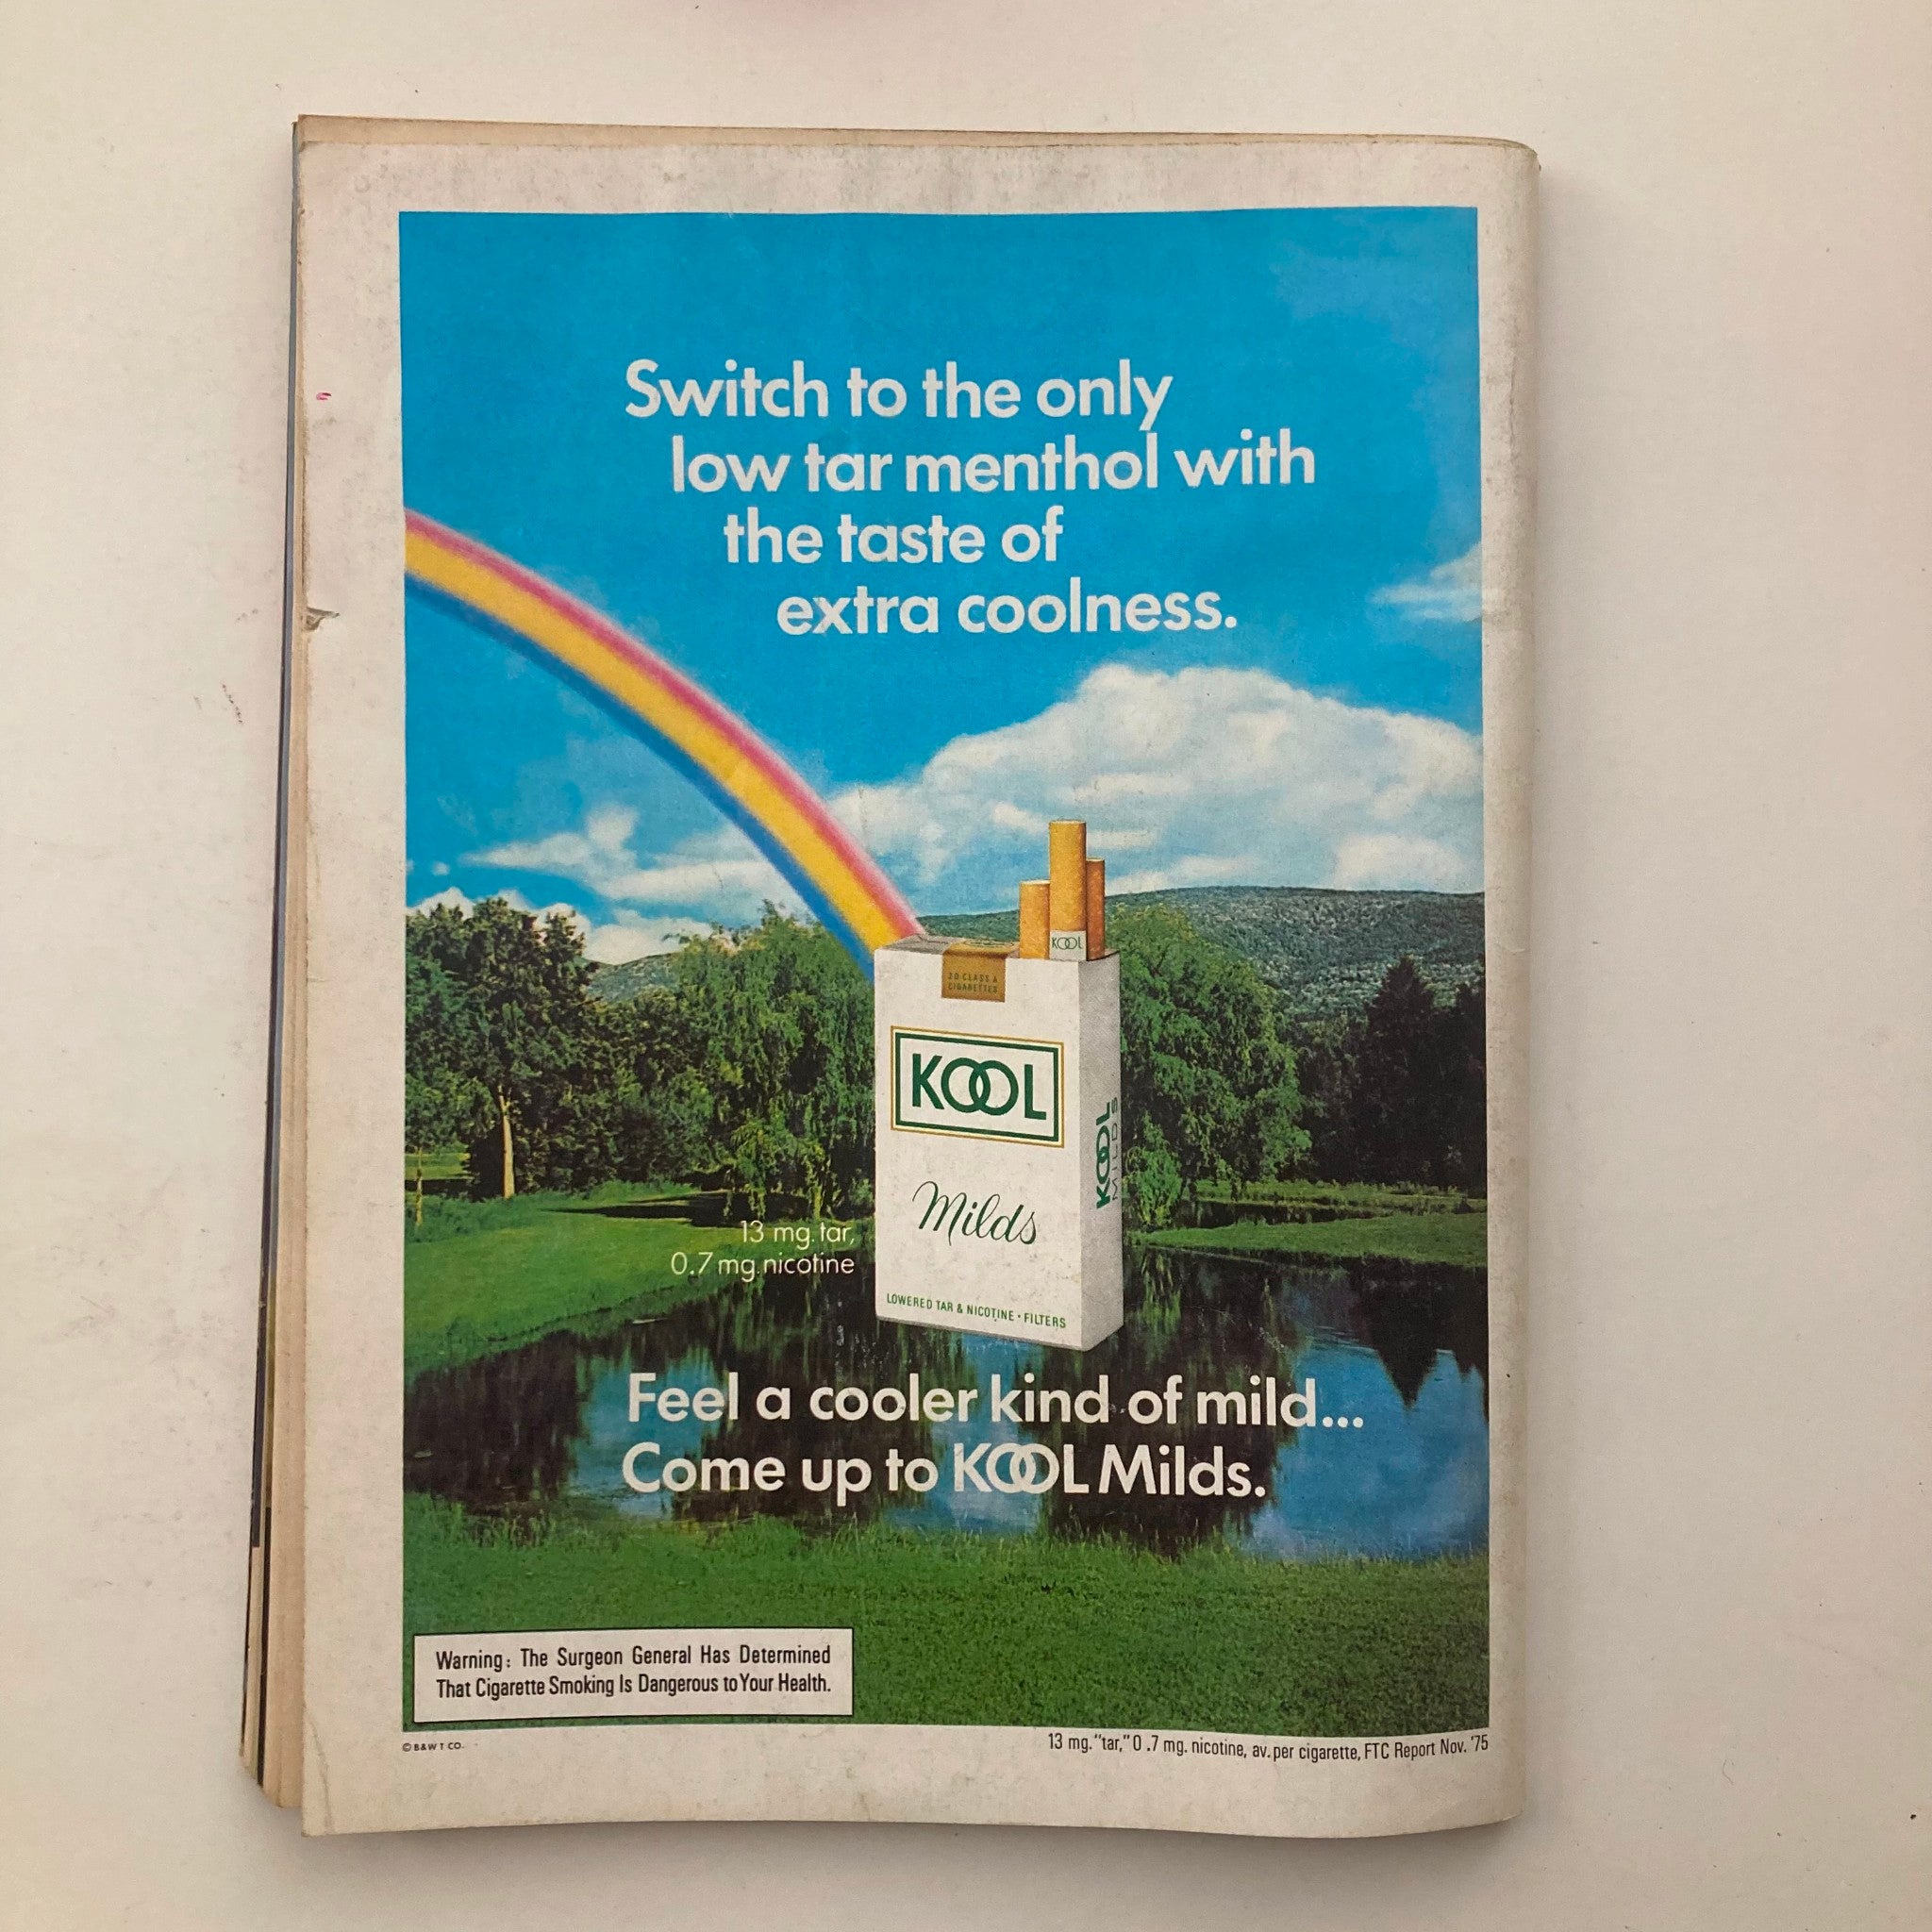 Switch to the only
low tar menthol with
the taste of
extra coolness.
KOOL
20 CLASS A
CIGARETTES
KOOL
KOOL
MILDS
Milds
13 mg. tar,
0.7 mg. nicotine
LOWERED TAR & NICOTINE • FILTERS
Feel a cooler kind of mild...
Come up to KOOL Milds.
Warning: The Surgeon General Has Determined
That Cigarette Smoking Is Dangerous to Your Health.
© B&W T CO.
13 mg. "tar," 0.7 mg. nicotine, av. per cigarette, FTC Report Nov. '75